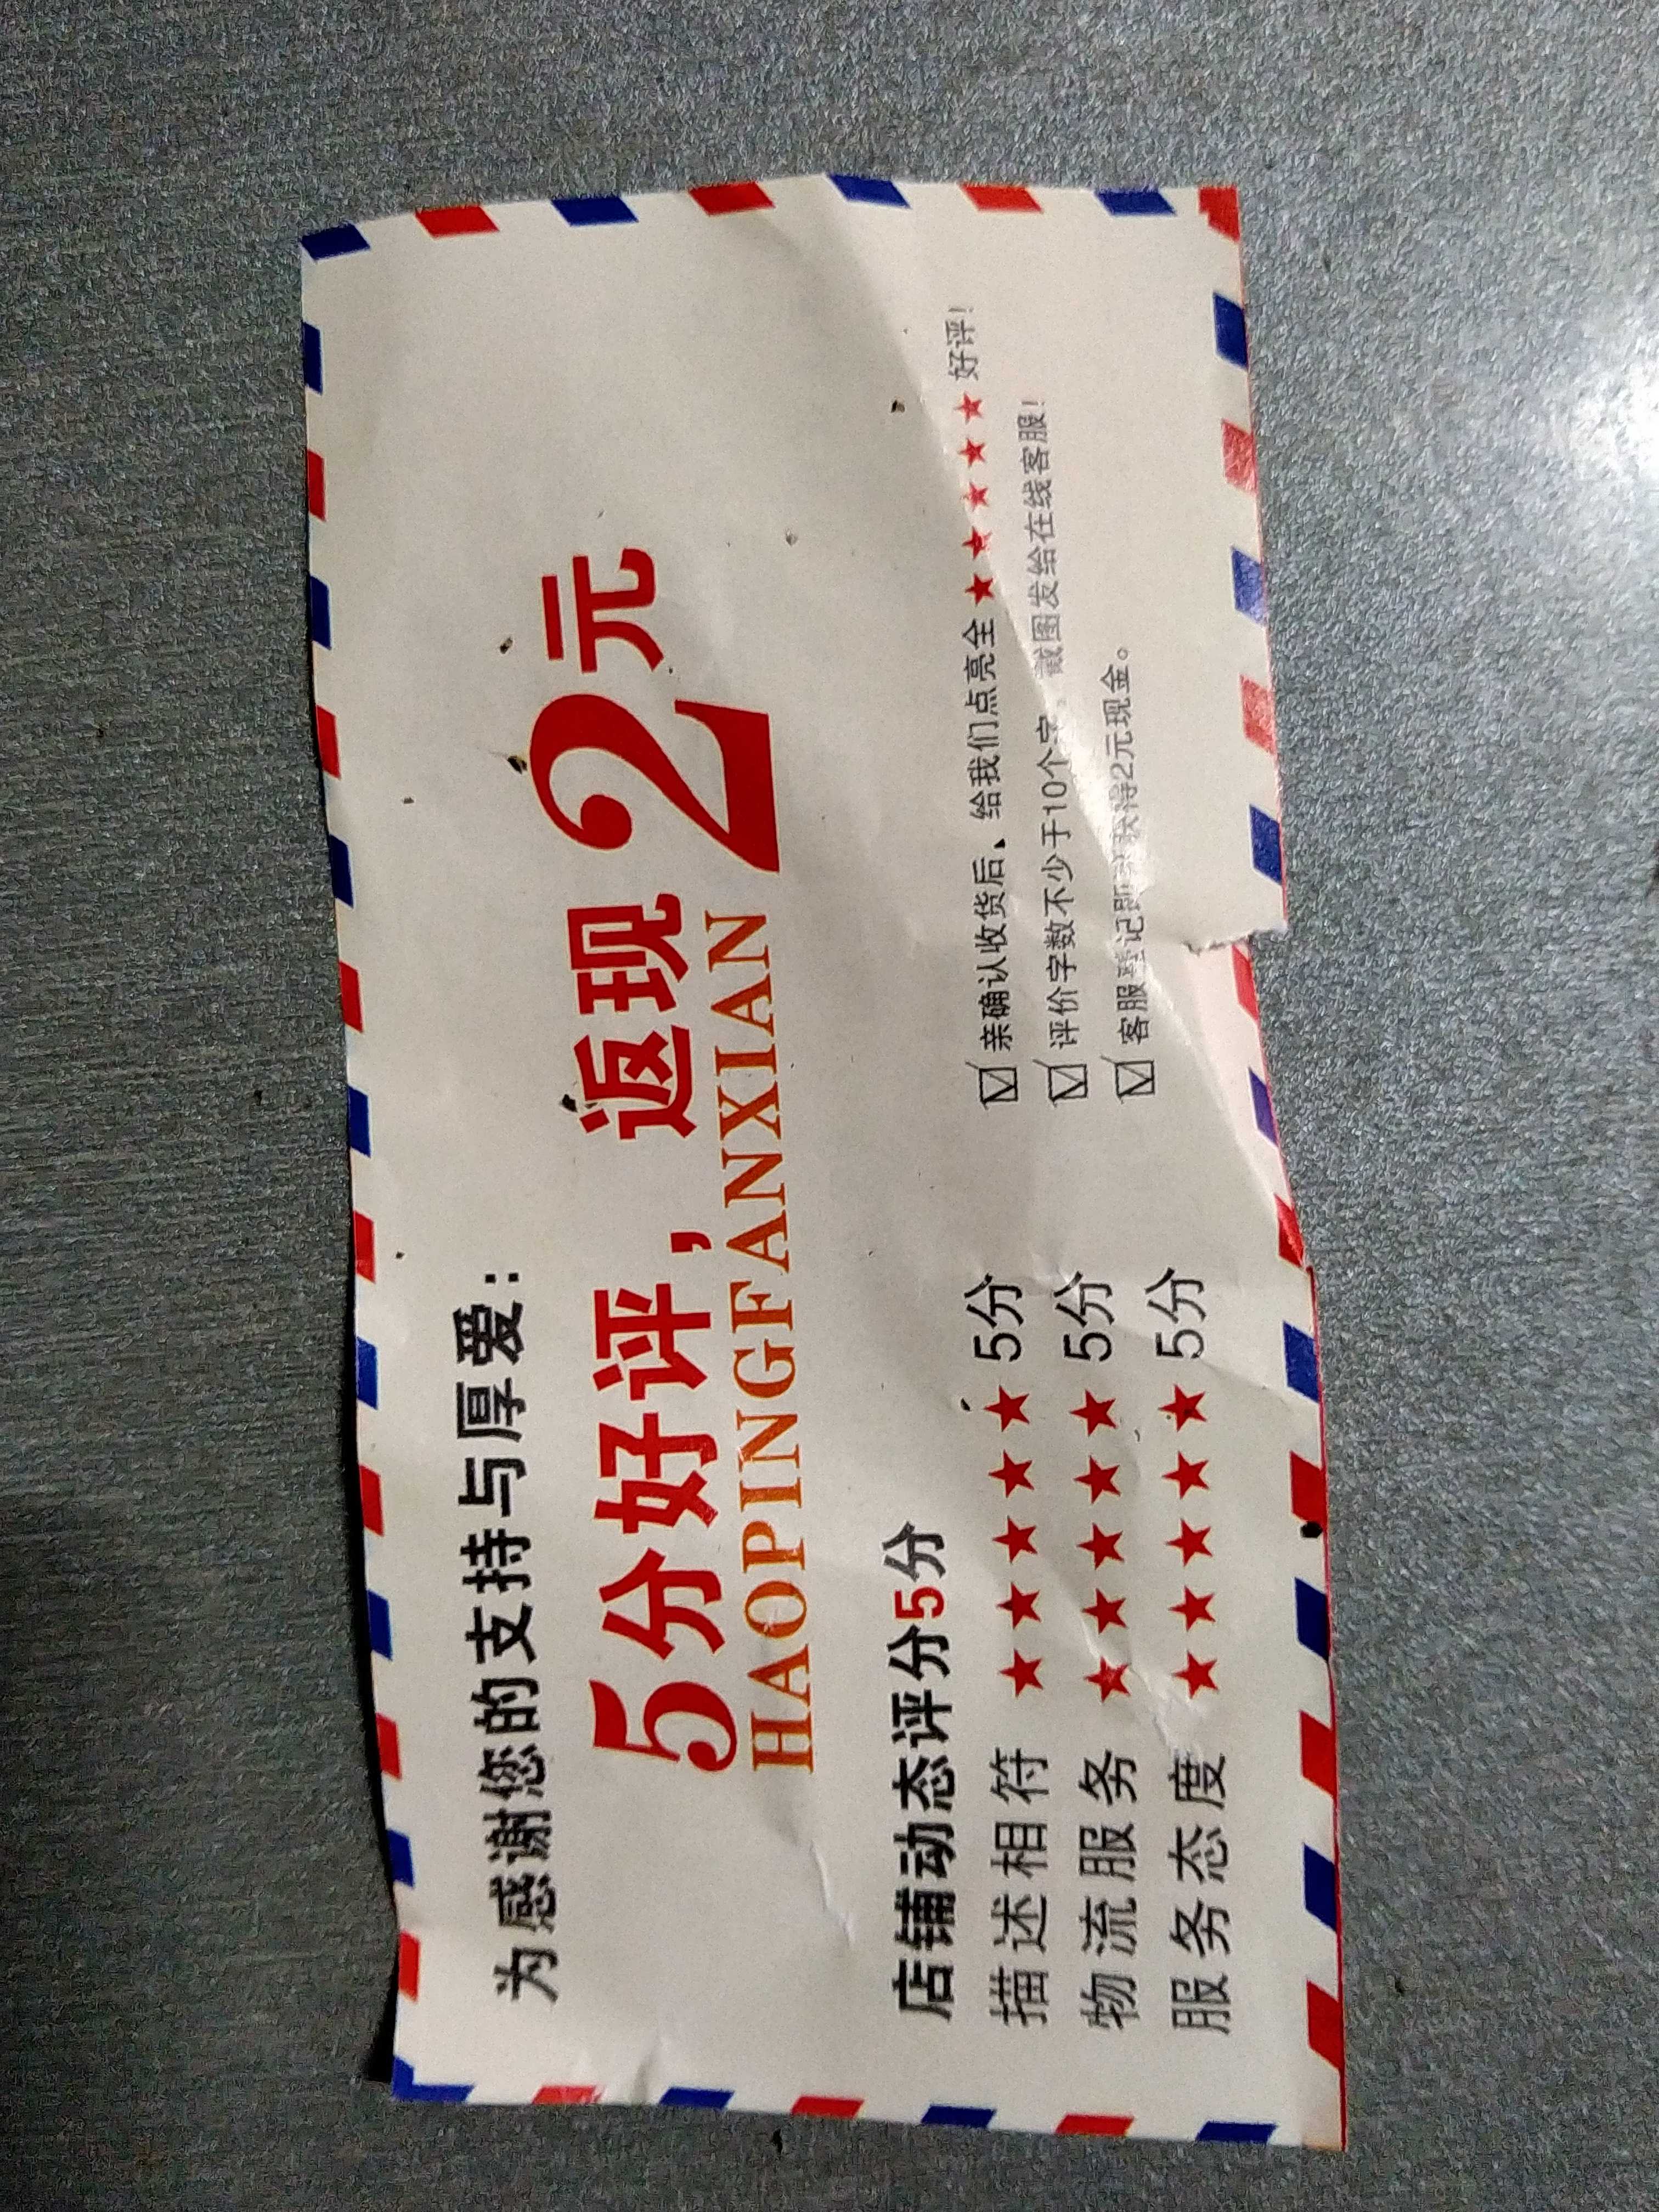 为感谢您的支持与厚爱：
5分好评，返现2元
HAOPINGFANXIAN
店铺动态评分5分
描述相符★★★★★5分
物流服务★★★★★5分
服务态度★★★★★5分
亲确认收货后、给我们点亮全★★★★★好评！
评价字数不少于10个字，截图发给在线客服！
客服登记即可获得2元现金。